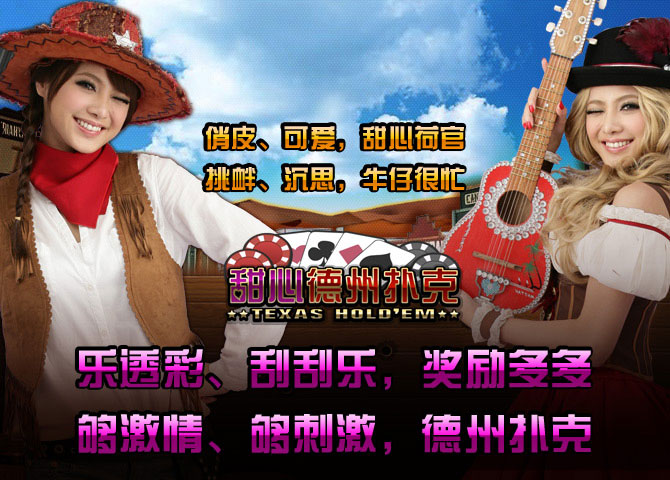 俏皮、可爱，甜心荷官
挑衅、沉思，牛仔很忙
甜心德州扑克
★★TEXAS HOLD'EM★★
乐透彩、刮刮乐，奖励多多
够激情、够刺激，德州扑克